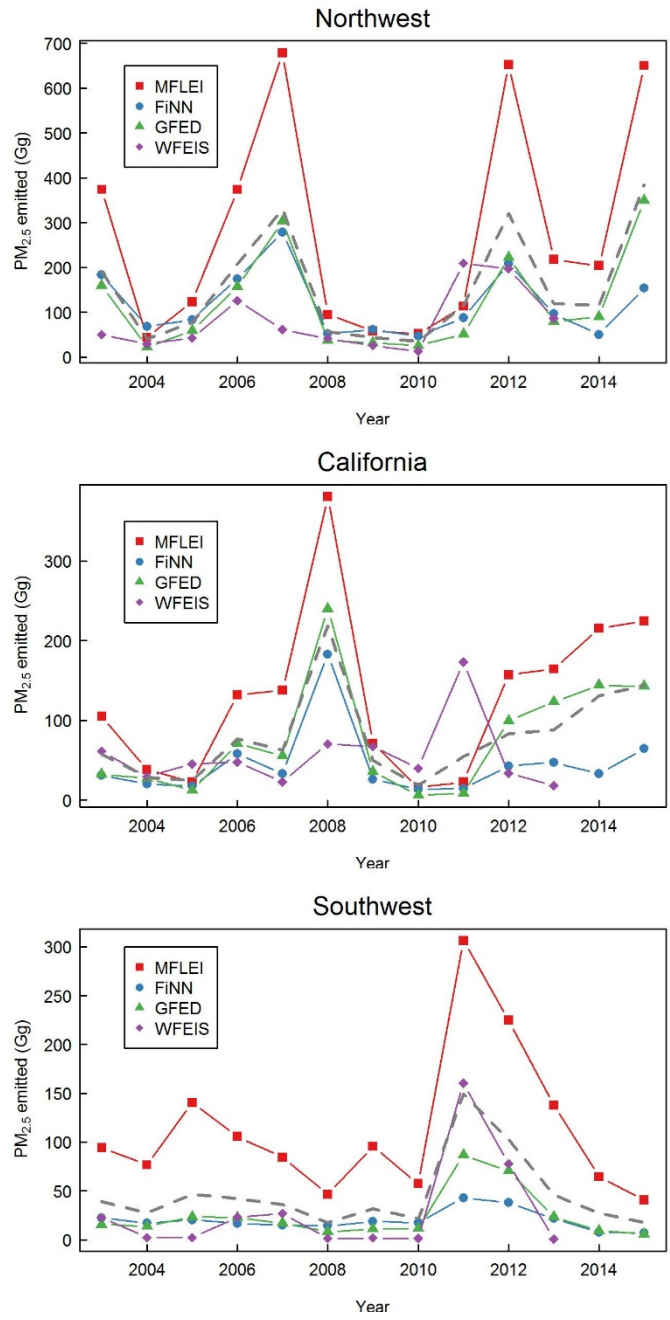 Northwest
700
600
500
400
300
200
100
0
PM2.5 emitted (Gg)
MFLEI
FiNN
GFED
WFEIS
2004 2006 2008 2010 2012 2014
Year
California
300
200
100
0
PM2.5 emitted (Gg)
MFLEI
FiNN
GFED
WFEIS
2004 2006 2008 2010 2012 2014
Year
Southwest
300
250
200
150
100
50
0
PM2.5 emitted (Gg)
MFLEI
FiNN
GFED
WFEIS
2004 2006 2008 2010 2012 2014
Year